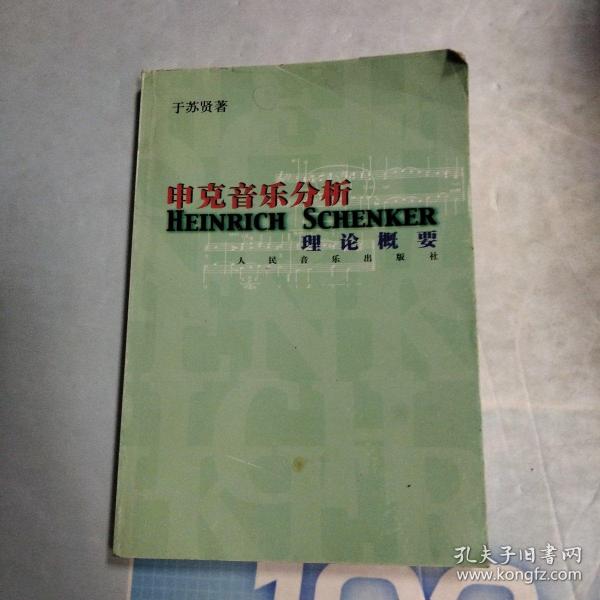 于苏贤著
申克音乐分析
HEINRICH SCHENKER
理论概要
人民音乐出版社
100
孔夫子旧书网
www.kongfz.com